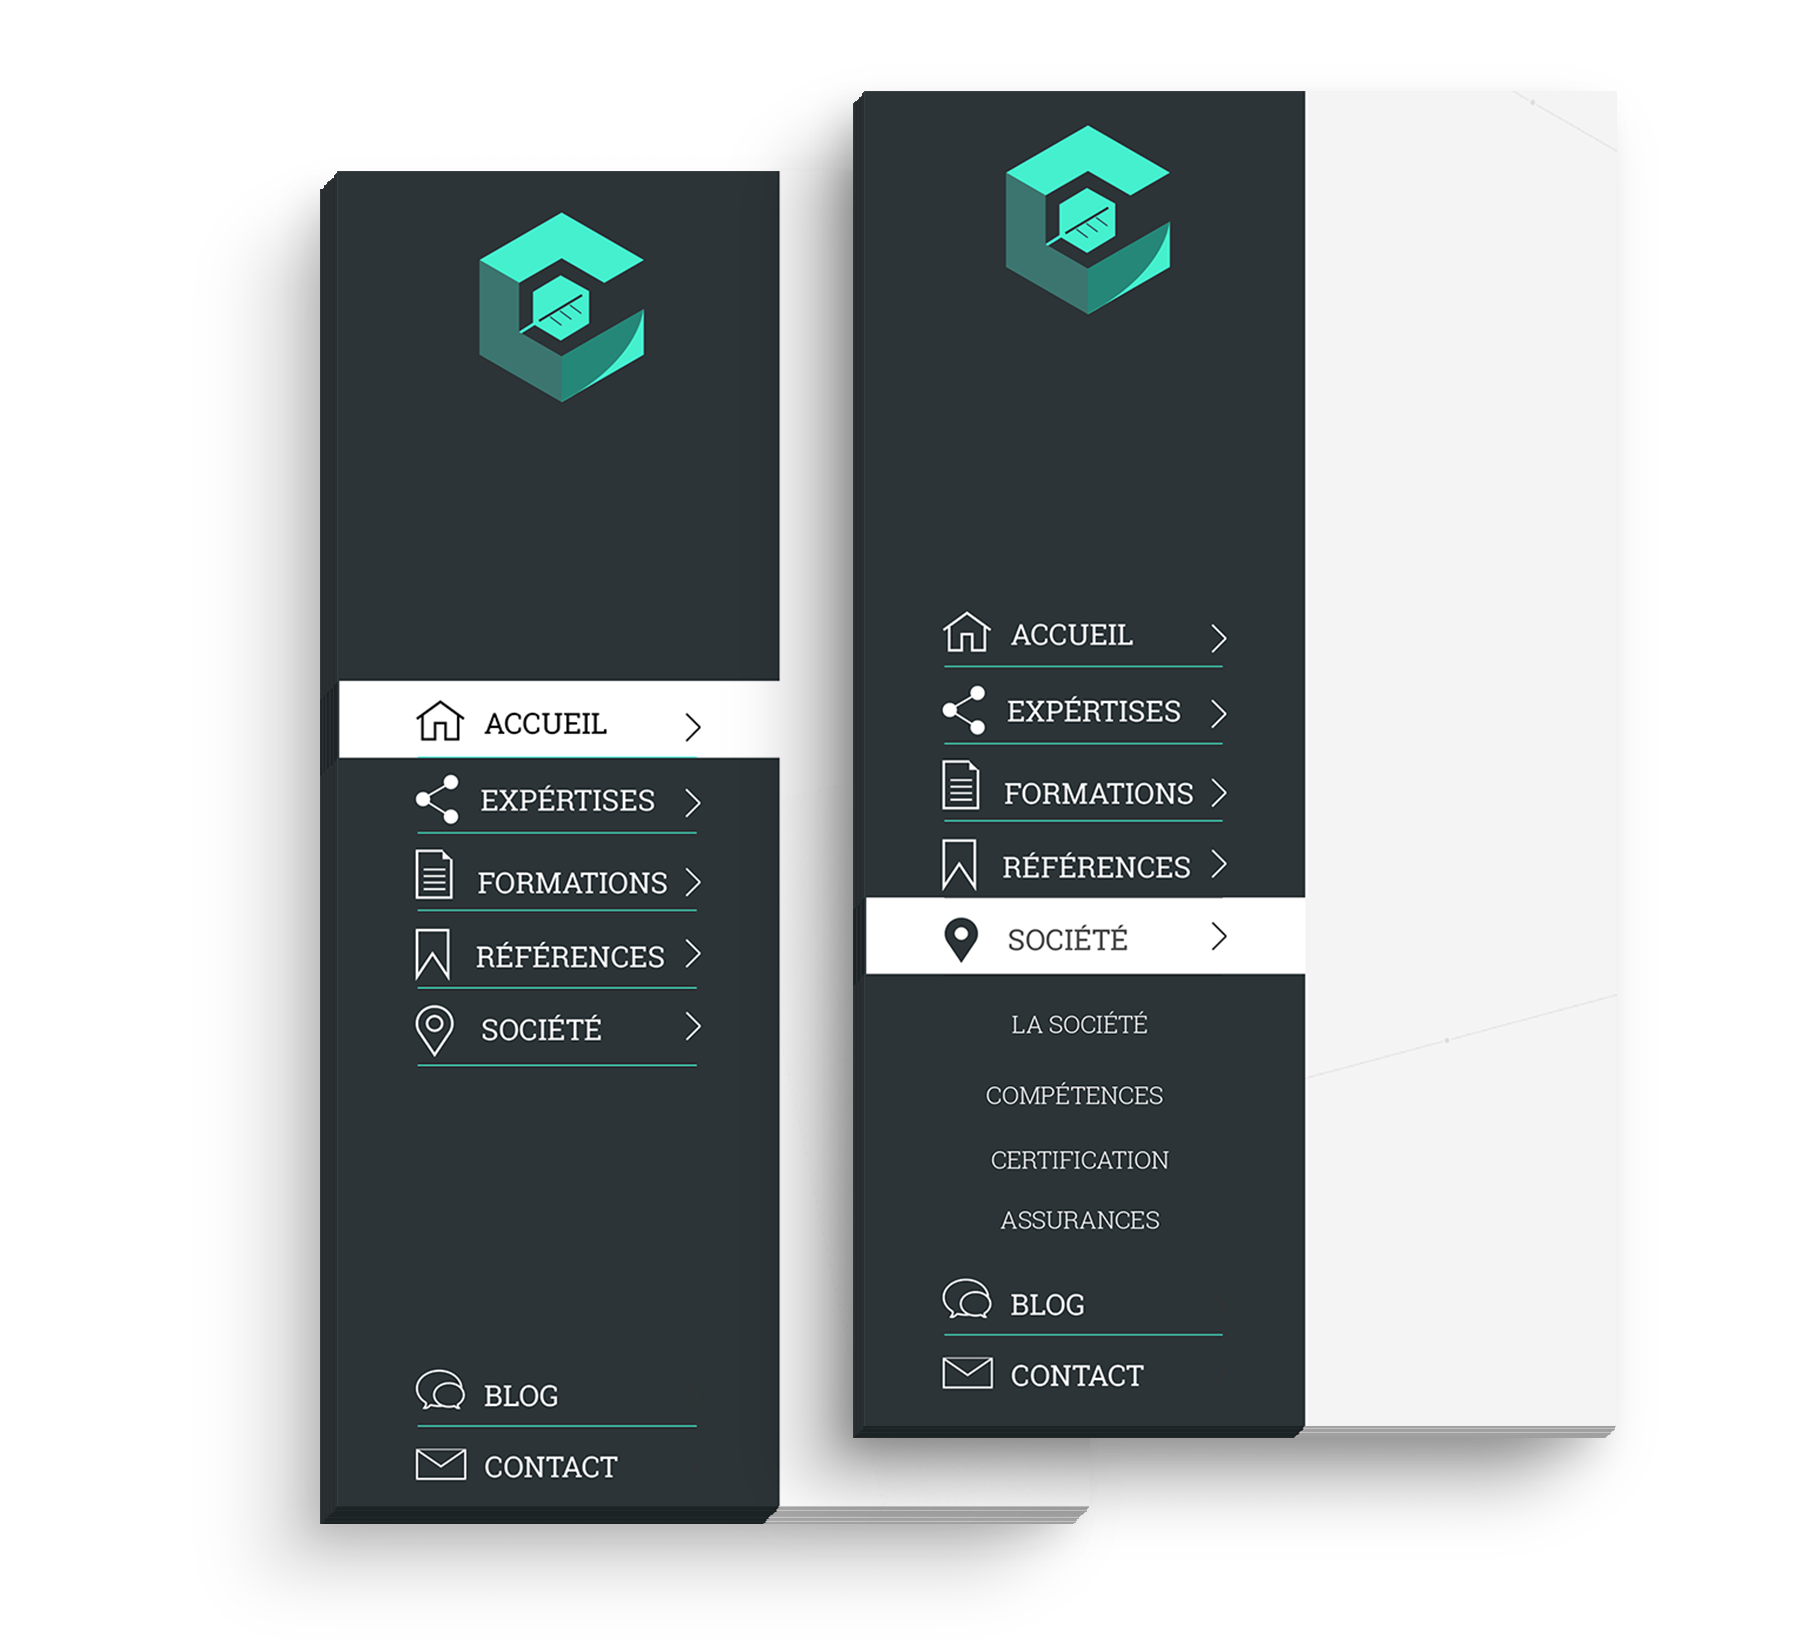 ACCUEIL
EXPÉRTISES
FORMATIONS
RÉFÉRENCES
SOCIÉTÉ
BLOG
CONTACT
ACCUEIL
EXPÉRTISES
FORMATIONS
RÉFÉRENCES
SOCIÉTÉ
LA SOCIÉTÉ
COMPÉTENCES
CERTIFICATION
ASSURANCES
BLOG
CONTACT